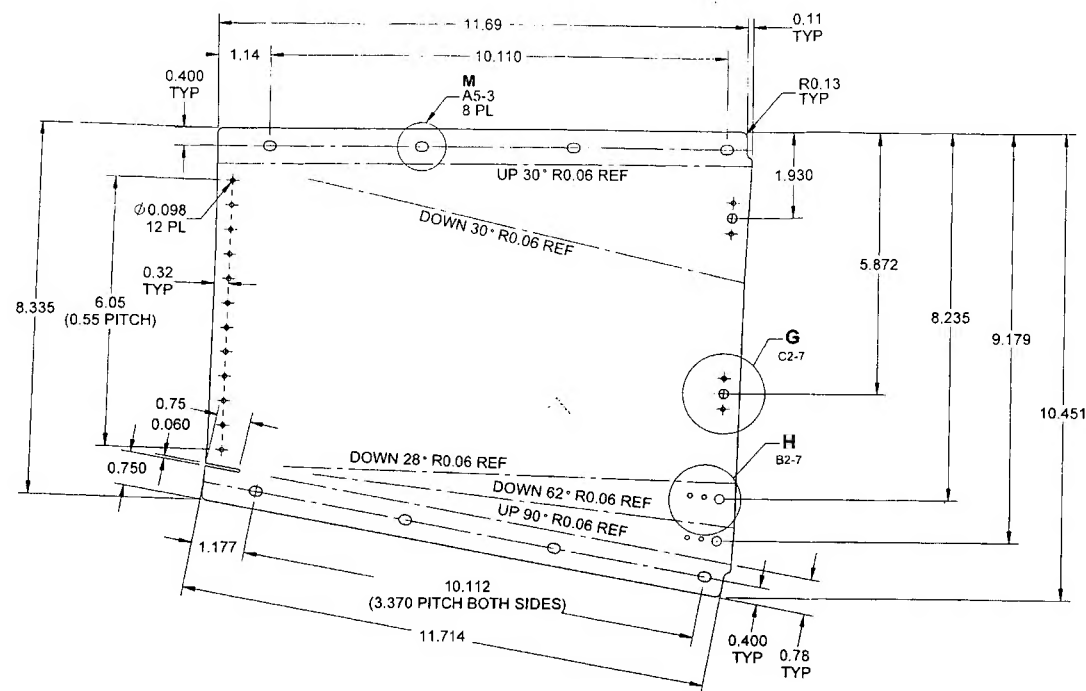 11.69
0.11
TYP
1.14
10.110
0.400
TYP
M
A5-3
8 PL
R0.13
TYP
UP 30° R0.06 REF
1.930
Ø0.098
12 PL
DOWN 30° R0.06 REF
0.32
TYP
5.872
8.335
6.05
(0.55 PITCH)
8.235
9.179
G
C2-7
10.451
0.75
0.060
0.750
DOWN 28° R0.06 REF
H
B2-7
DOWN 62° R0.06 REF
UP 90° R0.06 REF
1.177
10.112
(3.370 PITCH BOTH SIDES)
11.714
0.400
TYP
0.78
TYP